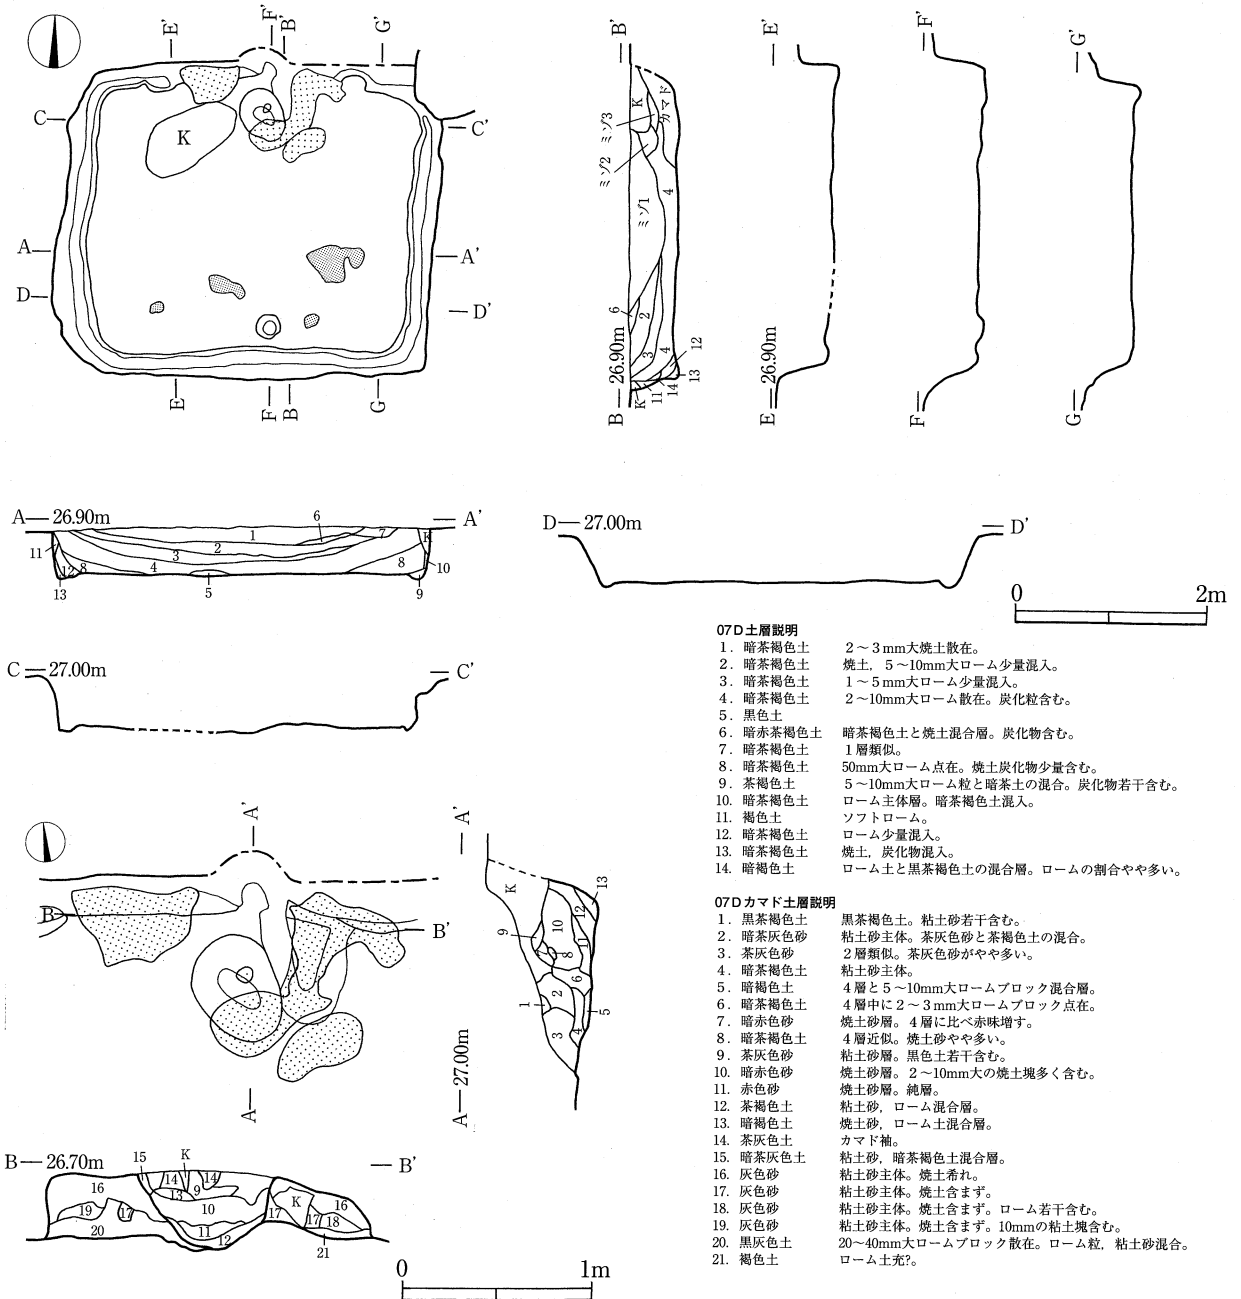 E'
F'
B'
G'
C
C'
K
A
A'
D
D'
E
F
B
G
B'
K
カマド
ミゾ3
ミゾ2
4
ミゾ1
6
2
3
4
12
13
14
11
K
B 26.90m
E'
E 26.90m
F'
F
G'
G
A 26.90m
A'
6
1
7
K
2
3
11
8
8
4
12
10
13
5
9
D 27.00m
D'
0
2m
C 27.00m
C'
07D土層説明
1. 暗茶褐色土 2～3mm大焼土散在。
2. 暗茶褐色土 焼土，5～10mm大ローム少量混入。
3. 暗茶褐色土 1～5mm大ローム少量混入。
4. 暗茶褐色土 2～10mm大ローム散在。炭化粒含む。
5. 黒色土
6. 暗赤茶褐色土 暗茶褐色土と焼土混合層。炭化物含む。
7. 暗茶褐色土 1層類似。
8. 暗茶褐色土 50mm大ローム点在。焼土炭化物少量含む。
9. 茶褐色土 5～10mm大ローム粒と暗茶土の混合。炭化物若干含む。
10. 暗茶褐色土 ローム主体層。暗茶褐色土混入。
11. 褐色土 ソフトローム。
12. 暗茶褐色土 ローム少量混入。
13. 暗茶褐色土 焼土，炭化物混入。
14. 暗褐色土 ローム土と黒茶褐色土の混合層。ロームの割合やや多い。
A'
B
B'
A
A'
K
13
12
10
9
11
7
8
6
2
1
5
4
3
A 27.00m
07Dカマド土層説明
1. 黒茶褐色土 黒茶褐色土。粘土砂若干含む。
2. 暗茶灰色砂 粘土砂主体。茶灰色砂と茶褐色土の混合。
3. 茶灰色砂 2層類似。茶灰色砂がやや多い。
4. 暗茶褐色土 粘土砂主体。
5. 暗褐色土 4層と5～10mm大ロームブロック混合層。
6. 暗茶褐色土 4層中に2～3mm大ロームブロック点在。
7. 暗赤色砂 焼土砂層。4層に比べ赤味増す。
8. 暗茶褐色土 4層近似。焼土砂やや多い。
9. 茶灰色砂 粘土砂層。黒色土若干含む。
10. 暗赤色砂 焼土砂層。2～10mm大の焼土塊多く含む。
11. 赤色砂 焼土砂層。純層。
12. 茶褐色土 粘土砂，ローム混合層。
13. 暗褐色土 焼土砂，ローム土混合層。
14. 茶灰色土 カマド袖。
15. 暗茶灰色土 粘土砂，暗茶褐色土混合層。
16. 灰色砂 粘土砂主体。焼土希れ。
17. 灰色砂 粘土砂主体。焼土含まず。
18. 灰色砂 粘土砂主体。焼土含まず。ローム若干含む。
19. 灰色砂 粘土砂主体。焼土含まず。10mmの粘土塊含む。
20. 黒灰色土 20～40mm大ロームブロック散在。ローム粒，粘土砂混合。
21. 褐色土 ローム土充?。
B 26.70m
B'
15
K
14
14
16
13
9
19
17
10
20
11
12
K
17
16
17
18
21
0
1m